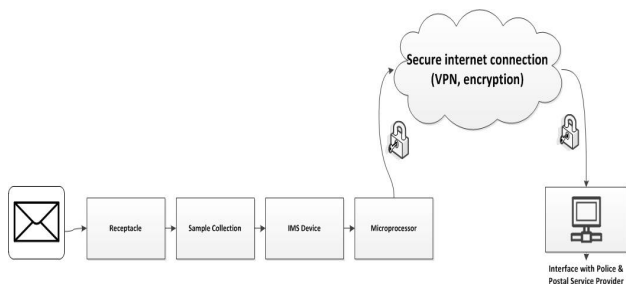 Secure internet connection
(VPN, encryption)
Receptacle
Sample Collection
IMS Device
Microprocessor
Interface with Police &
Postal Service Provider